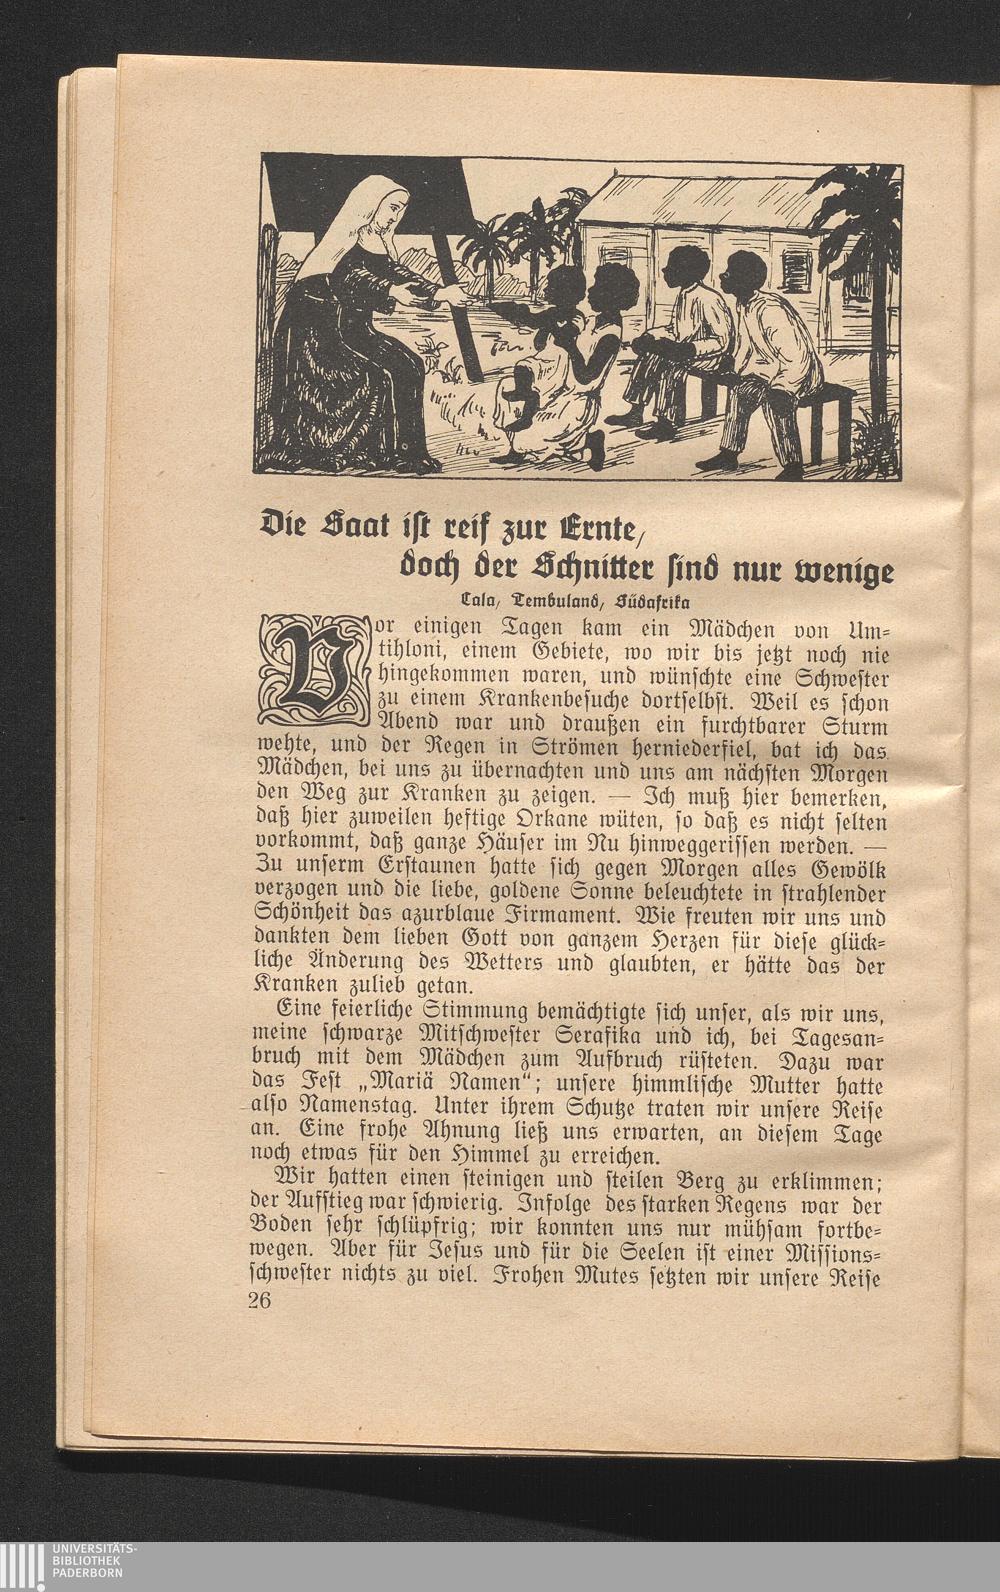 Die Saat ist reif zur Ernte,
doch der Schnitter sind nur wenige
Cala, Tembuland, Südafrika
Vor einigen Tagen kam ein Mädchen von Um-
tihloni, einem Gebiete, wo wir bis jetzt noch nie
hingekommen waren, und wünschte eine Schwester
zu einem Krankenbesuche dortselbst. Weil es schon
Abend war und draußen ein furchtbarer Sturm
wehte, und der Regen in Strömen herniederfiel, bat ich das
Mädchen, bei uns zu übernachten und uns am nächsten Morgen
den Weg zur Kranken zu zeigen. — Ich muß hier bemerken,
daß hier zuweilen heftige Orkane wüten, so daß es nicht selten
vorkommt, daß ganze Häuser im Nu hinweggerissen werden. —
Zu unserm Erstaunen hatte sich gegen Morgen alles Gewölk
verzogen und die liebe, goldene Sonne beleuchtete in strahlender
Schönheit das azurblaue Firmament. Wie freuten wir uns und
dankten dem lieben Gott von ganzem Herzen für diese glück-
liche Änderung des Wetters und glaubten, er hätte das der
Kranken zulieb getan.
Eine feierliche Stimmung bemächtigte sich unser, als wir uns,
meine schwarze Mitschwester Serafika und ich, bei Tagesan-
bruch mit dem Mädchen zum Aufbruch rüsteten. Dazu war
das Fest „Mariä Namen“; unsere himmlische Mutter hatte
also Namenstag. Unter ihrem Schutze traten wir unsere Reise
an. Eine frohe Ahnung ließ uns erwarten, an diesem Tage
noch etwas für den Himmel zu erreichen.
Wir hatten einen steinigen und steilen Berg zu erklimmen;
der Aufstieg war schwierig. Infolge des starken Regens war der
Boden sehr schlüpfrig; wir konnten uns nur mühsam fortbe-
wegen. Aber für Jesus und für die Seelen ist einer Missions-
schwester nichts zu viel. Frohen Mutes setzten wir unsere Reise
26
UNIVERSITÄTS-
BIBLIOTHEK
PADERBORN